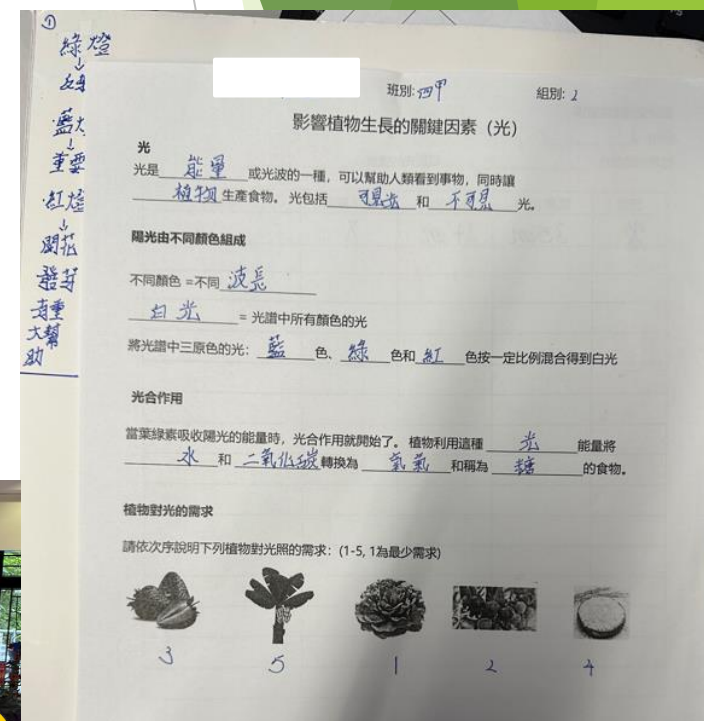 ①
綠燈
↓
藍大
↓
重要
紅燈
↓
開花
發芽
有重
大幫
助
班別: 四甲 組別: 2
影響植物生長的關鍵因素（光）
光
光是 能量 或光波的一種，可以幫助人類看到事物，同時讓
植物 生產食物。光包括 可見光 和 不可見 光。
陽光由不同顏色組成
不同顏色 =不同 波長
白光 = 光譜中所有顏色的光
將光譜中三原色的光： 藍 色、 綠 色和 紅 色按一定比例混合得到白光
光合作用
當葉綠素吸收陽光的能量時，光合作用就開始了。植物利用這種 光 能量將
水 和 二氧化碳 轉換為 氧氣 和稱為 糖 的食物。
植物對光的需求
請依次序說明下列植物對光照的需求：(1-5, 1為最少需求)
3 5 1 2 4